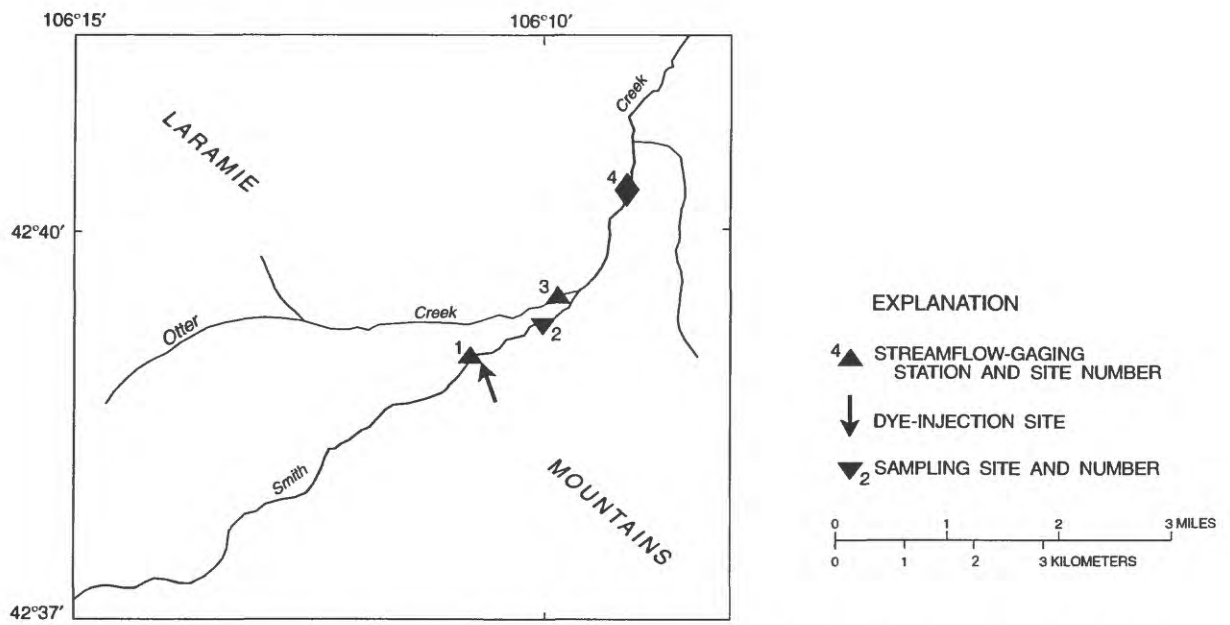 106°15′ 106°10′
LARAMIE
Creek
4
42°40′
3
Creek
Otter
2
1
Smith
MOUNTAINS
42°37′
EXPLANATION
4 STREAMFLOW-GAGING
STATION AND SITE NUMBER
DYE-INJECTION SITE
2 SAMPLING SITE AND NUMBER
0 1 2 3 MILES
0 1 2 3 KILOMETERS